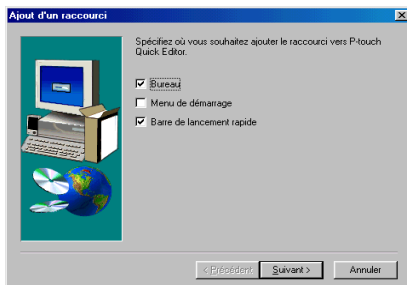 Ajout d'un raccourci
Spécifiez où vous souhaitez ajouter le raccourci vers P-touch
Quick Editor.
Bureau
Menu de démarrage
Barre de lancement rapide
< Précédent
Suivant >
Annuler